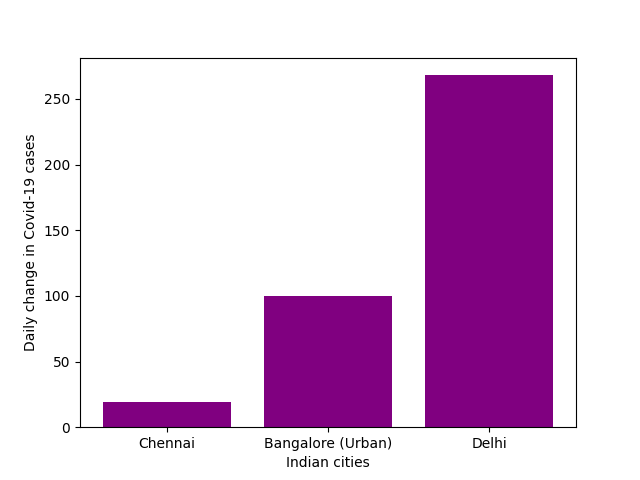 250
200
150
100
50
0
Daily change in Covid-19 cases
Chennai Bangalore (Urban) Delhi
Indian cities